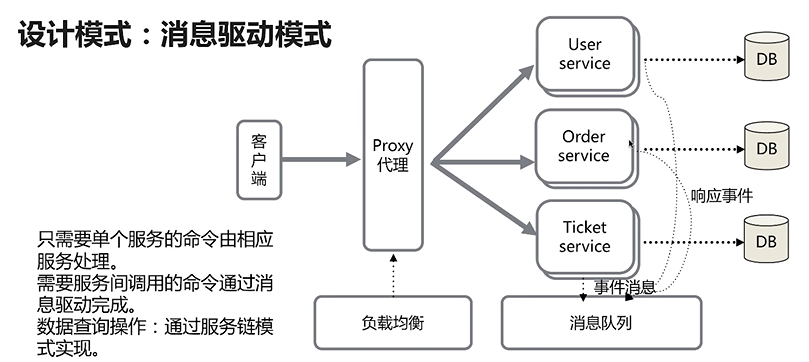 设计模式：消息驱动模式
User
service
DB
客
户
端
Proxy
代理
Order
service
DB
响应事件
Ticket
service
DB
只需要单个服务的命令由相应
服务处理。
需要服务间调用的命令通过消
息驱动完成。
数据查询操作：通过服务链模
式实现。
事件消息
负载均衡
消息队列